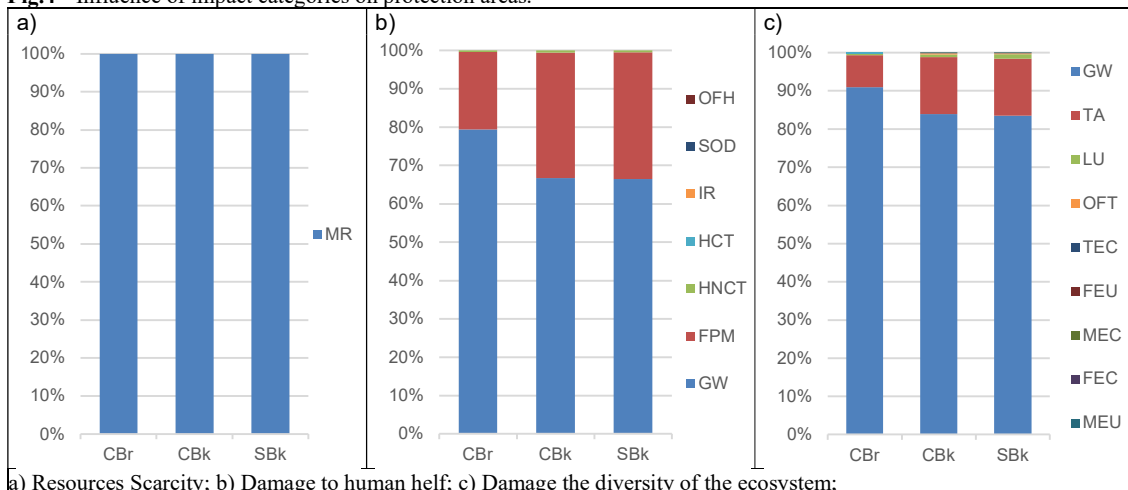 Fig.4 Influence of impact categories on protection areas.
a)
100%
90%
80%
70%
60%
50%
40%
30%
20%
10%
0%
CBr CBk SBk
MR
b)
100%
90%
80%
70%
60%
50%
40%
30%
20%
10%
0%
CBr CBk SBk
OFH
SOD
IR
HCT
HNCT
FPM
GW
c)
100%
90%
80%
70%
60%
50%
40%
30%
20%
10%
0%
CBr CBk SBk
GW
TA
LU
OFT
TEC
FEU
MEC
FEC
MEU
a) Resources Scarcity; b) Damage to human helf; c) Damage the diversity of the ecosystem;